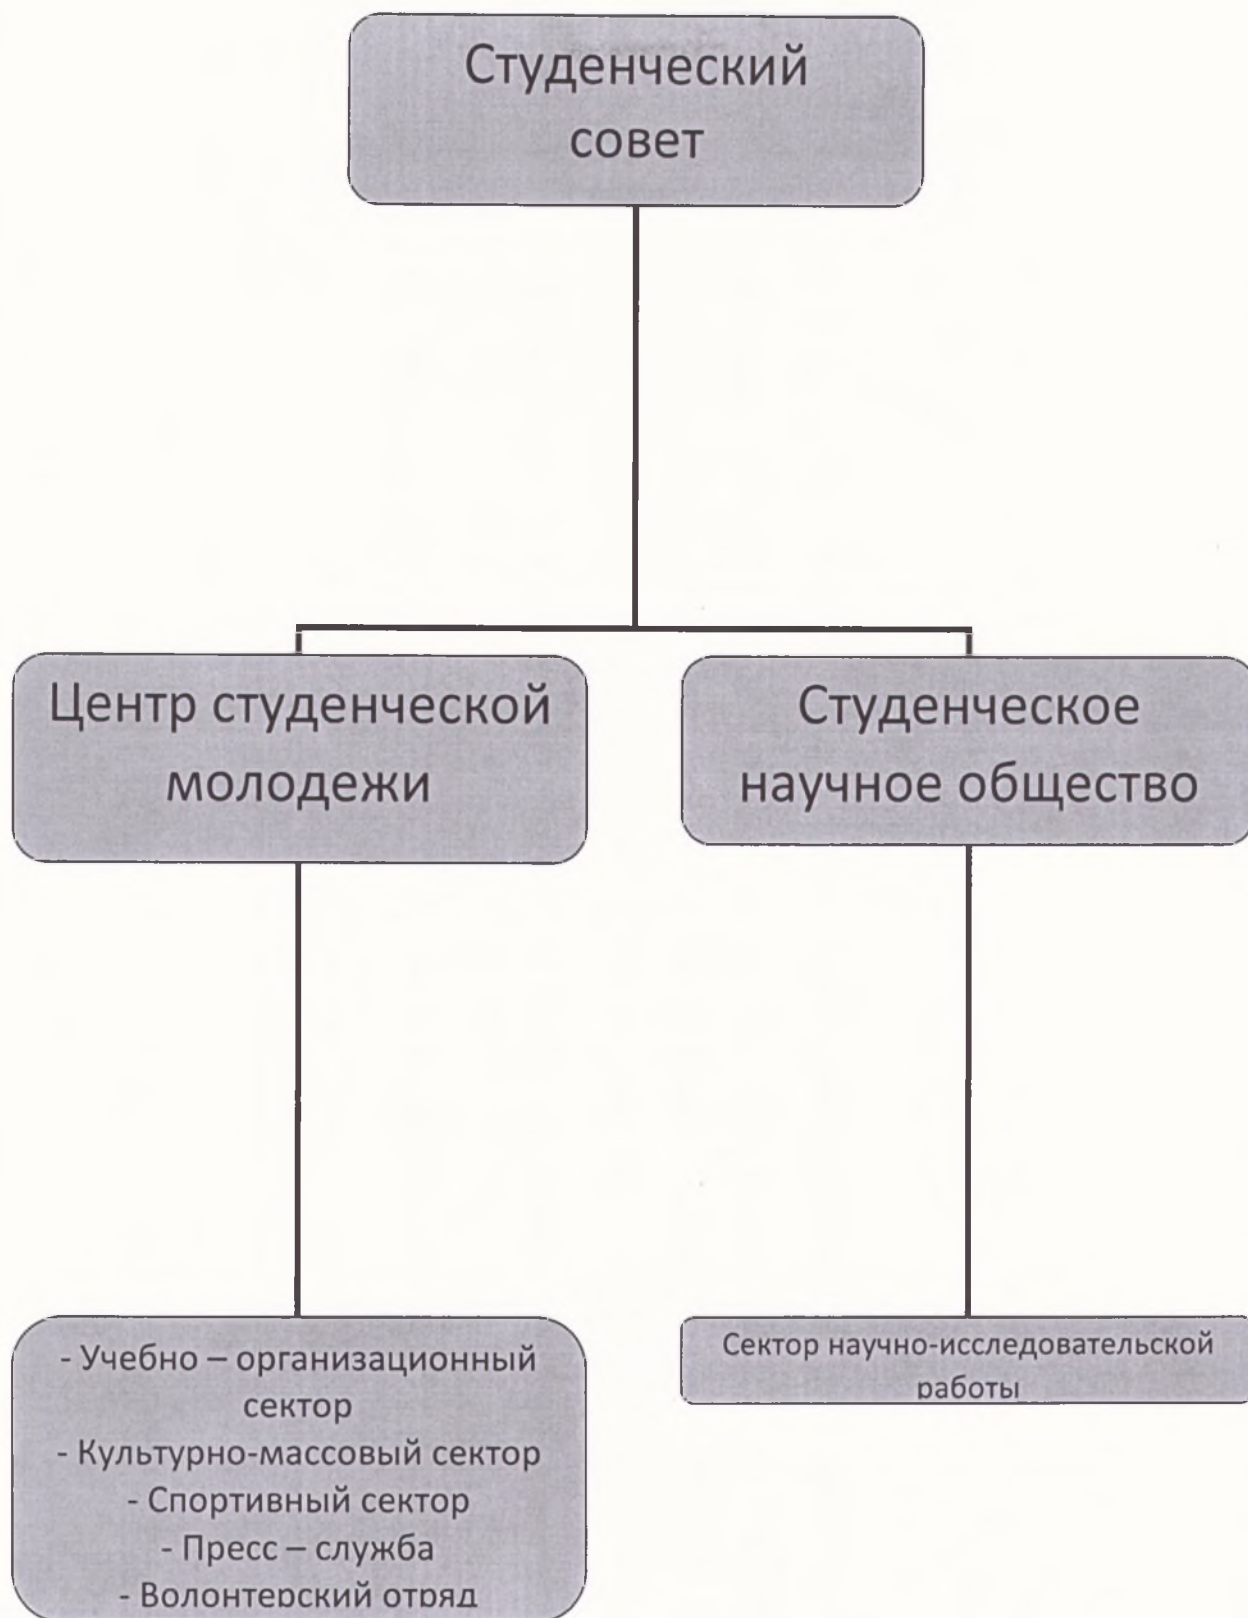 Студенческий
совет
Центр студенческой
молодежи
Студенческое
научное общество
- Учебно – организационный
сектор
- Культурно-массовый сектор
- Спортивный сектор
- Пресс – служба
- Волонтерский отряд
Сектор научно-исследовательской
работы